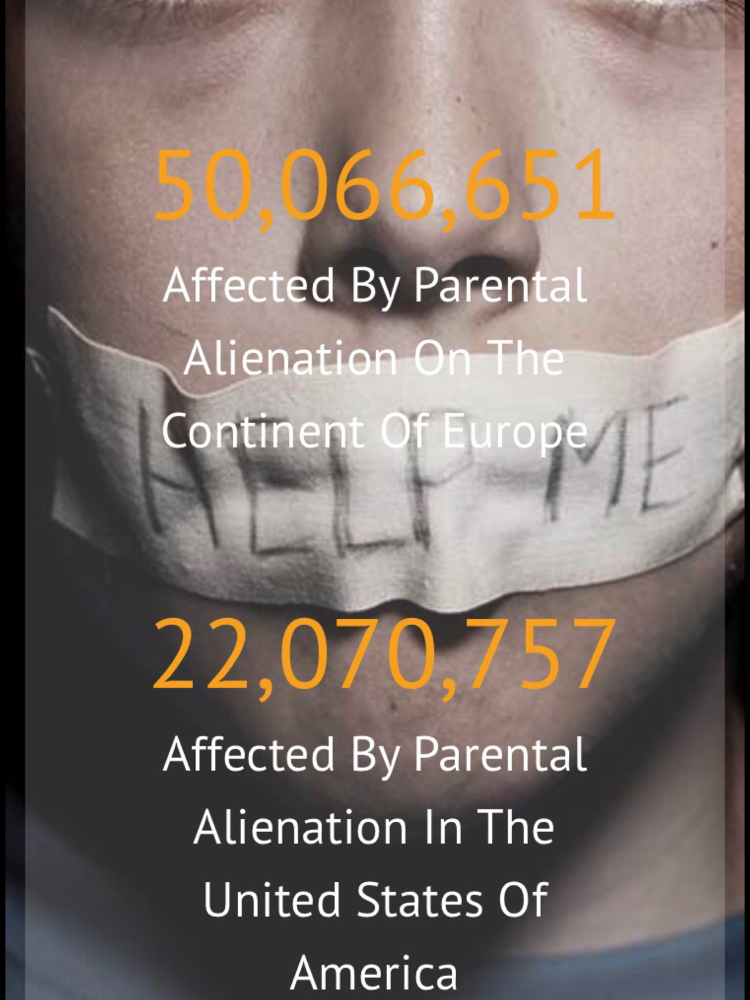 50,066,651
Affected By Parental
Alienation On The
Continent Of Europe
HELP ME
22,070,757
Affected By Parental
Alienation In The
United States Of
America